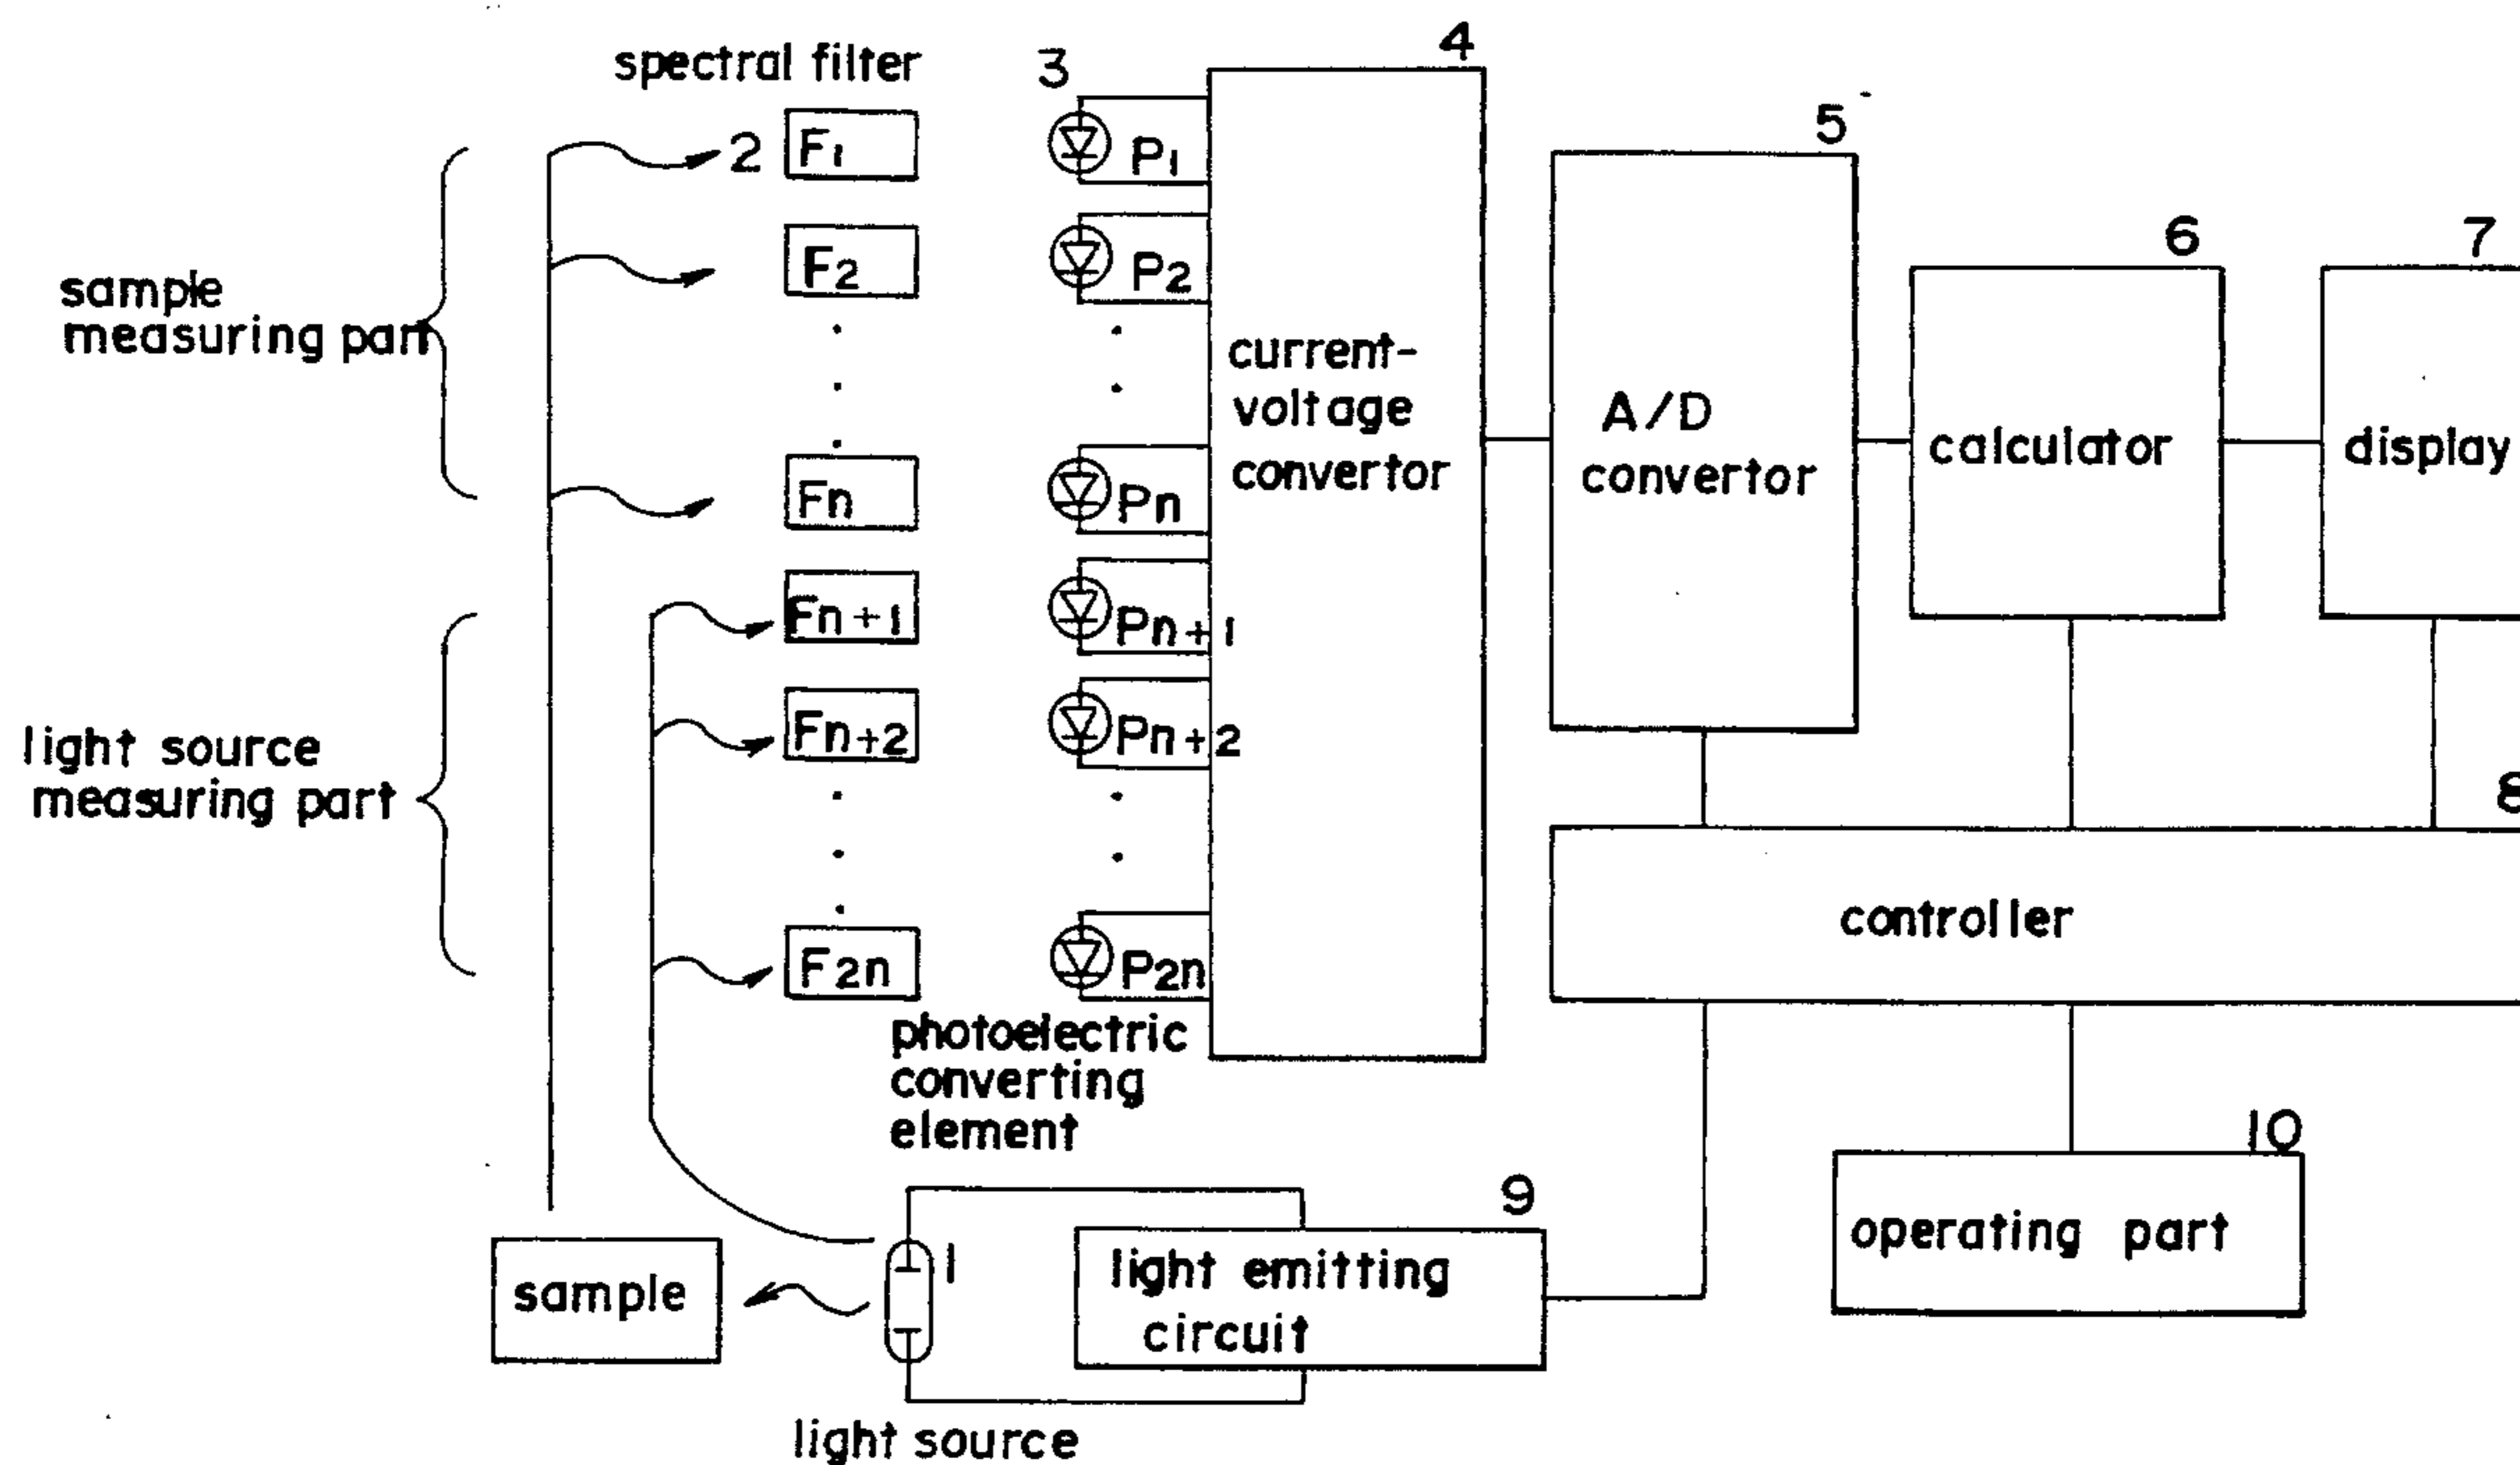 spectral filter
3
4
5
6
7
2
F1
P1
F2
P2
sample
measuring part
current-
voltage
convertor
A/D
convertor
calculator
display
Fn
Pn
Fn+1
Pn+1
Fn+2
Pn+2
light source
measuring part
8
controller
F2n
P2n
photoelectric
converting
element
10
operating part
9
1
light emitting
circuit
sample
light source